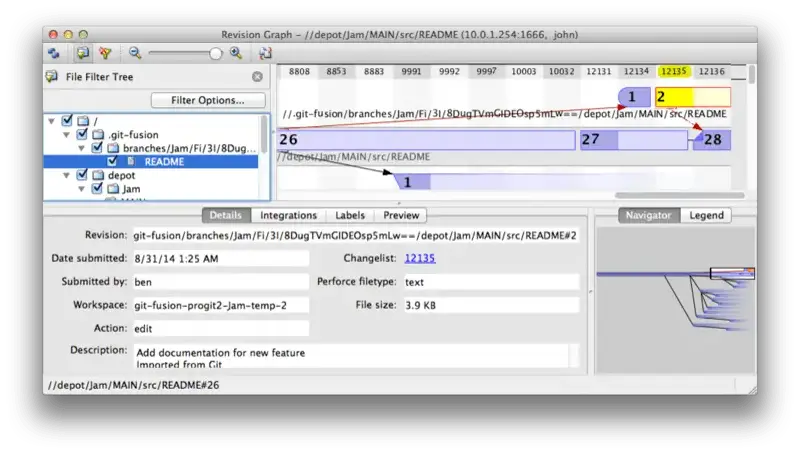 Revision Graph - //depot/Jam/MAIN/src/README (10.0.1.254:1666, john)
File Filter Tree
Filter Options...
/
.git-fusion
branches/Jam/Fi/3I/8Dug...
README
depot
Jam
8808 8853 8883 9991 9992 9997 10003 10032 12131 12134 12135 12136
1 2
//.git-fusion/branches/Jam/Fi/3I/8DugTVmGIDEOsp5mLw==/depot/Jam/MAIN/src/README
26 27 28
//depot/Jam/MAIN/src/README
1
Details Integrations Labels Preview
Revision: git-fusion/branches/Jam/Fi/3I/8DugTVmGIDEOsp5mLw==/depot/Jam/MAIN/src/README#2
Date submitted: 8/31/14 1:25 AM Changelist: 12135
Submitted by: ben Perforce filetype: text
Workspace: git-fusion-progit2-Jam-temp-2 File size: 3.9 KB
Action: edit
Description: Add documentation for new feature
Imported from Git
Navigator Legend
//depot/Jam/MAIN/src/README#26